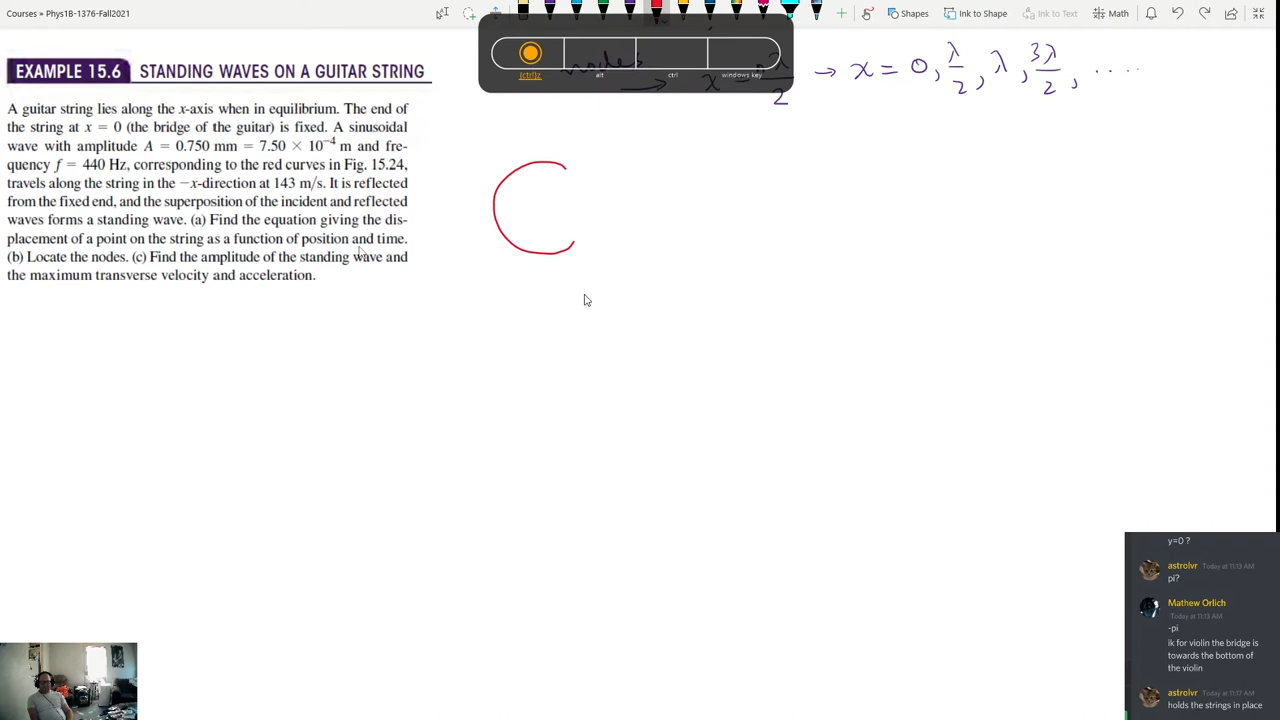 Courses » Phys1B-1376-Fall2021
Shapes
Ink to Shape
Ink to Text
Math
(ctrl)z
alt
ctrl
windows key
nodes
→ x = 0, λ/2, λ, 3λ/2, ....
EXAMPLE 15.6 STANDING WAVES ON A GUITAR STRING
A guitar string lies along the x-axis when in equilibrium. The end of
the string at x = 0 (the bridge of the guitar) is fixed. A sinusoidal
wave with amplitude A = 0.750 mm = 7.50 × 10⁻⁴ m and fre-
quency f = 440 Hz, corresponding to the red curves in Fig. 15.24,
travels along the string in the −x-direction at 143 m/s. It is reflected
from the fixed end, and the superposition of the incident and reflected
waves forms a standing wave. (a) Find the equation giving the dis-
placement of a point on the string as a function of position and time.
(b) Locate the nodes. (c) Find the amplitude of the standing wave and
the maximum transverse velocity and acceleration.
y=0 ?
astrolvr Today at 11:13 AM
pi?
Mathew Orlich
Today at 11:13 AM
-pi
ik for violin the bridge is
towards the bottom of
the violin
astrolvr Today at 11:17 AM
holds the strings in place